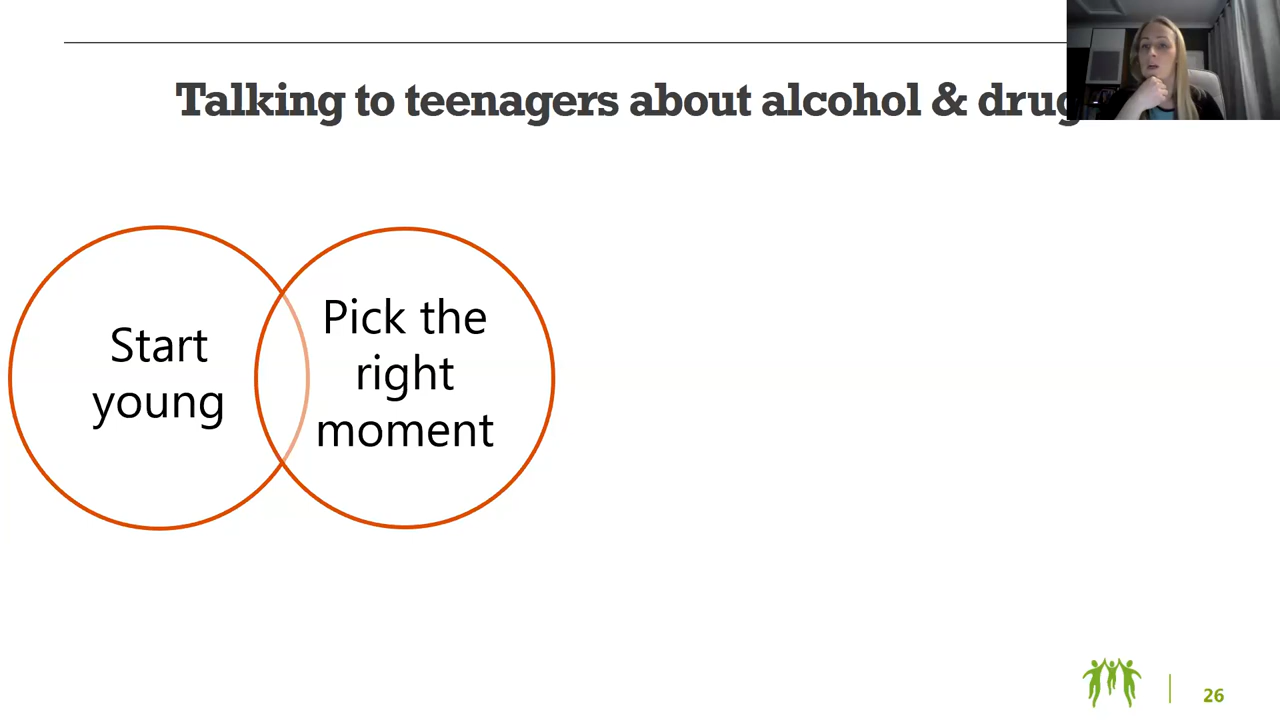 Talking to teenagers about alcohol & drug
Start
young
Pick the
right
moment
26